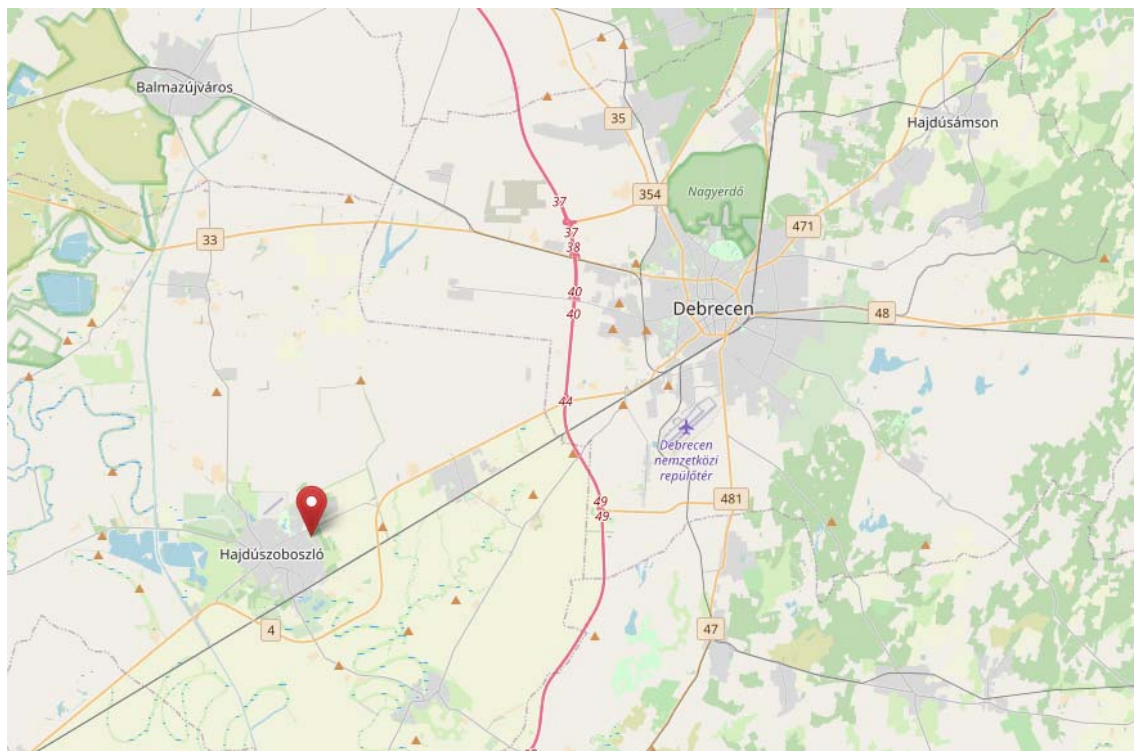 Balmazújváros
35
Hajdúsámson
354
Nagyerdő
37
471
33
37
38
40
40
Debrecen
48
44
Debrecen
nemzetközi
repülőtér
481
49
49
Hajdúszoboszló
4
47